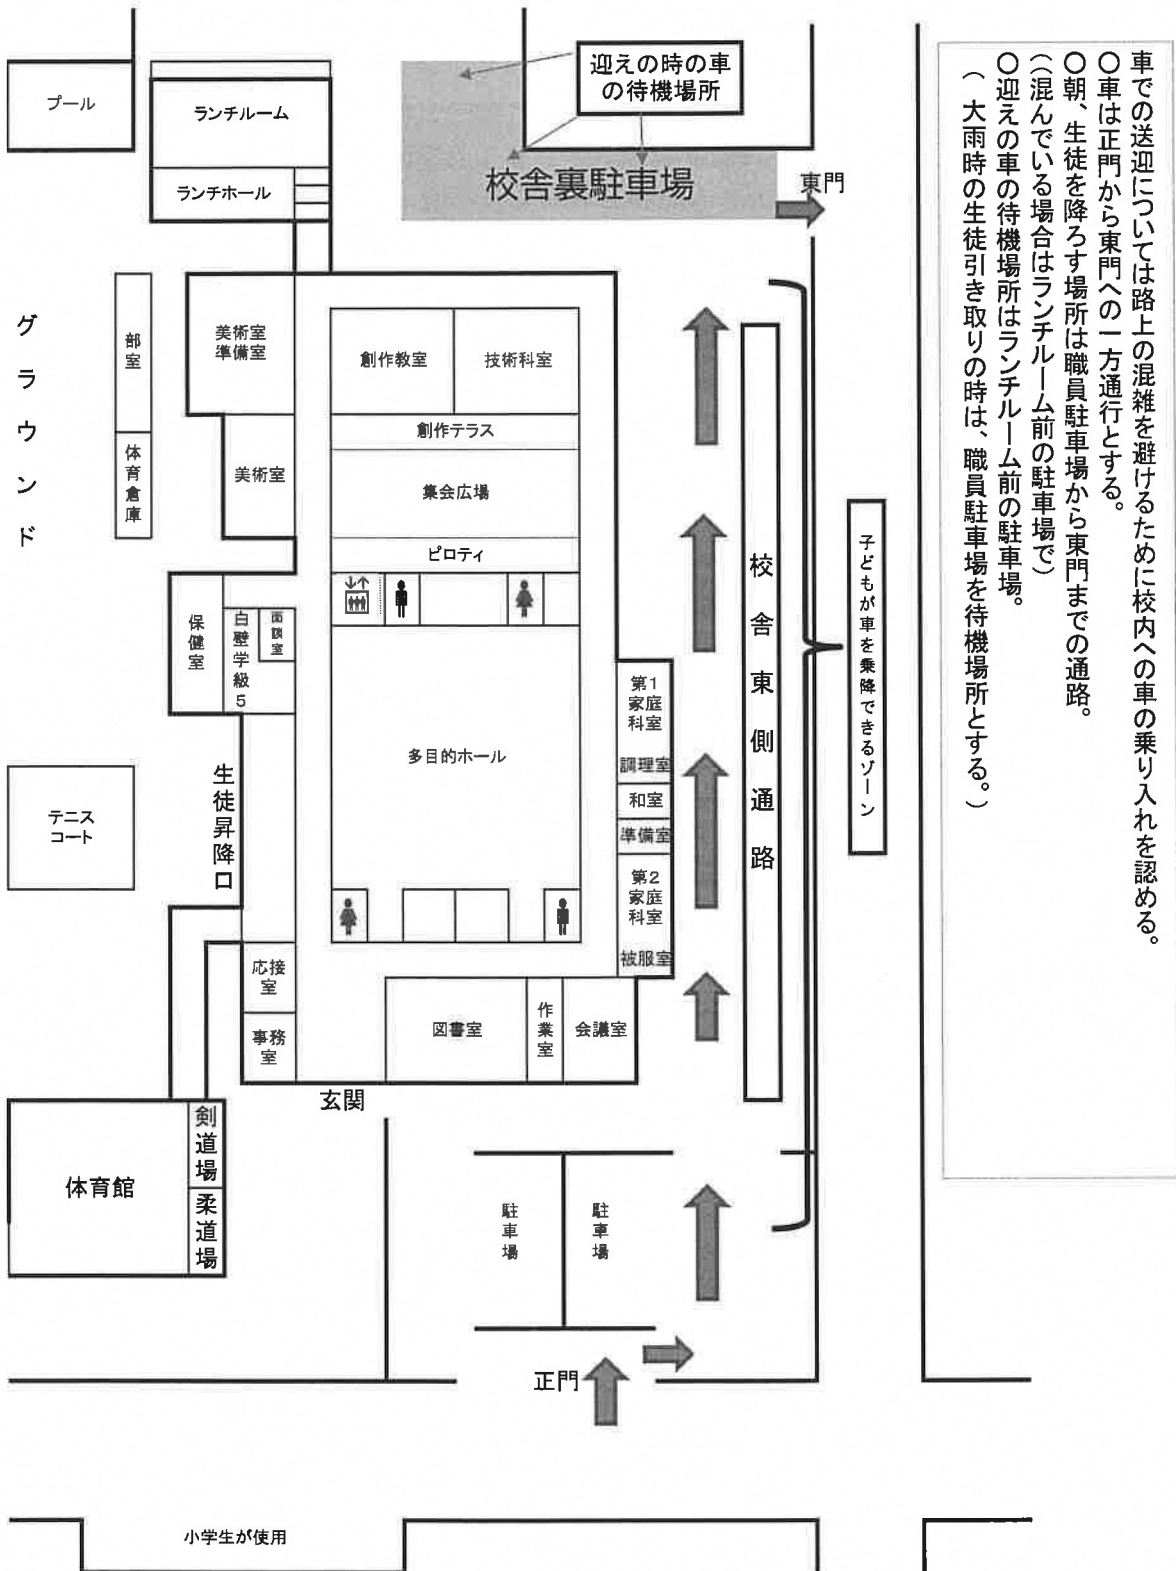 車での送迎については路上の混雑を避けるために校内への車の乗り入れを認める。
〇車は正門から東門への一方通行とする。
〇朝、生徒を降ろす場所は職員駐車場から東門までの通路。
((混んでいる場合はランチルーム前の駐車場で)
〇迎えの車の待機場所はランチルーム前の駐車場。
( 大雨時の生徒引き取りの時は、職員駐車場を待機場所とする。)
プール
ランチルーム
ランチホール
迎えの時の車
の待機場所
校舎裏駐車場
東門
グラウンド
部室
体育倉庫
美術室
準備室
美術室
創作教室
技術科室
創作テラス
集会広場
ピロティ
保健室
白壁学級5
面談室
多目的ホール
第1
家庭
科室
調理室
和室
準備室
第2
家庭
科室
被服室
校舎東側通路
子どもが車を乗降できるゾーン
テニス
コート
生徒昇降口
応接
室
事務
室
図書室
作業室
会議室
玄関
体育館
剣道場
柔道場
駐車場
駐車場
正門
小学生が使用